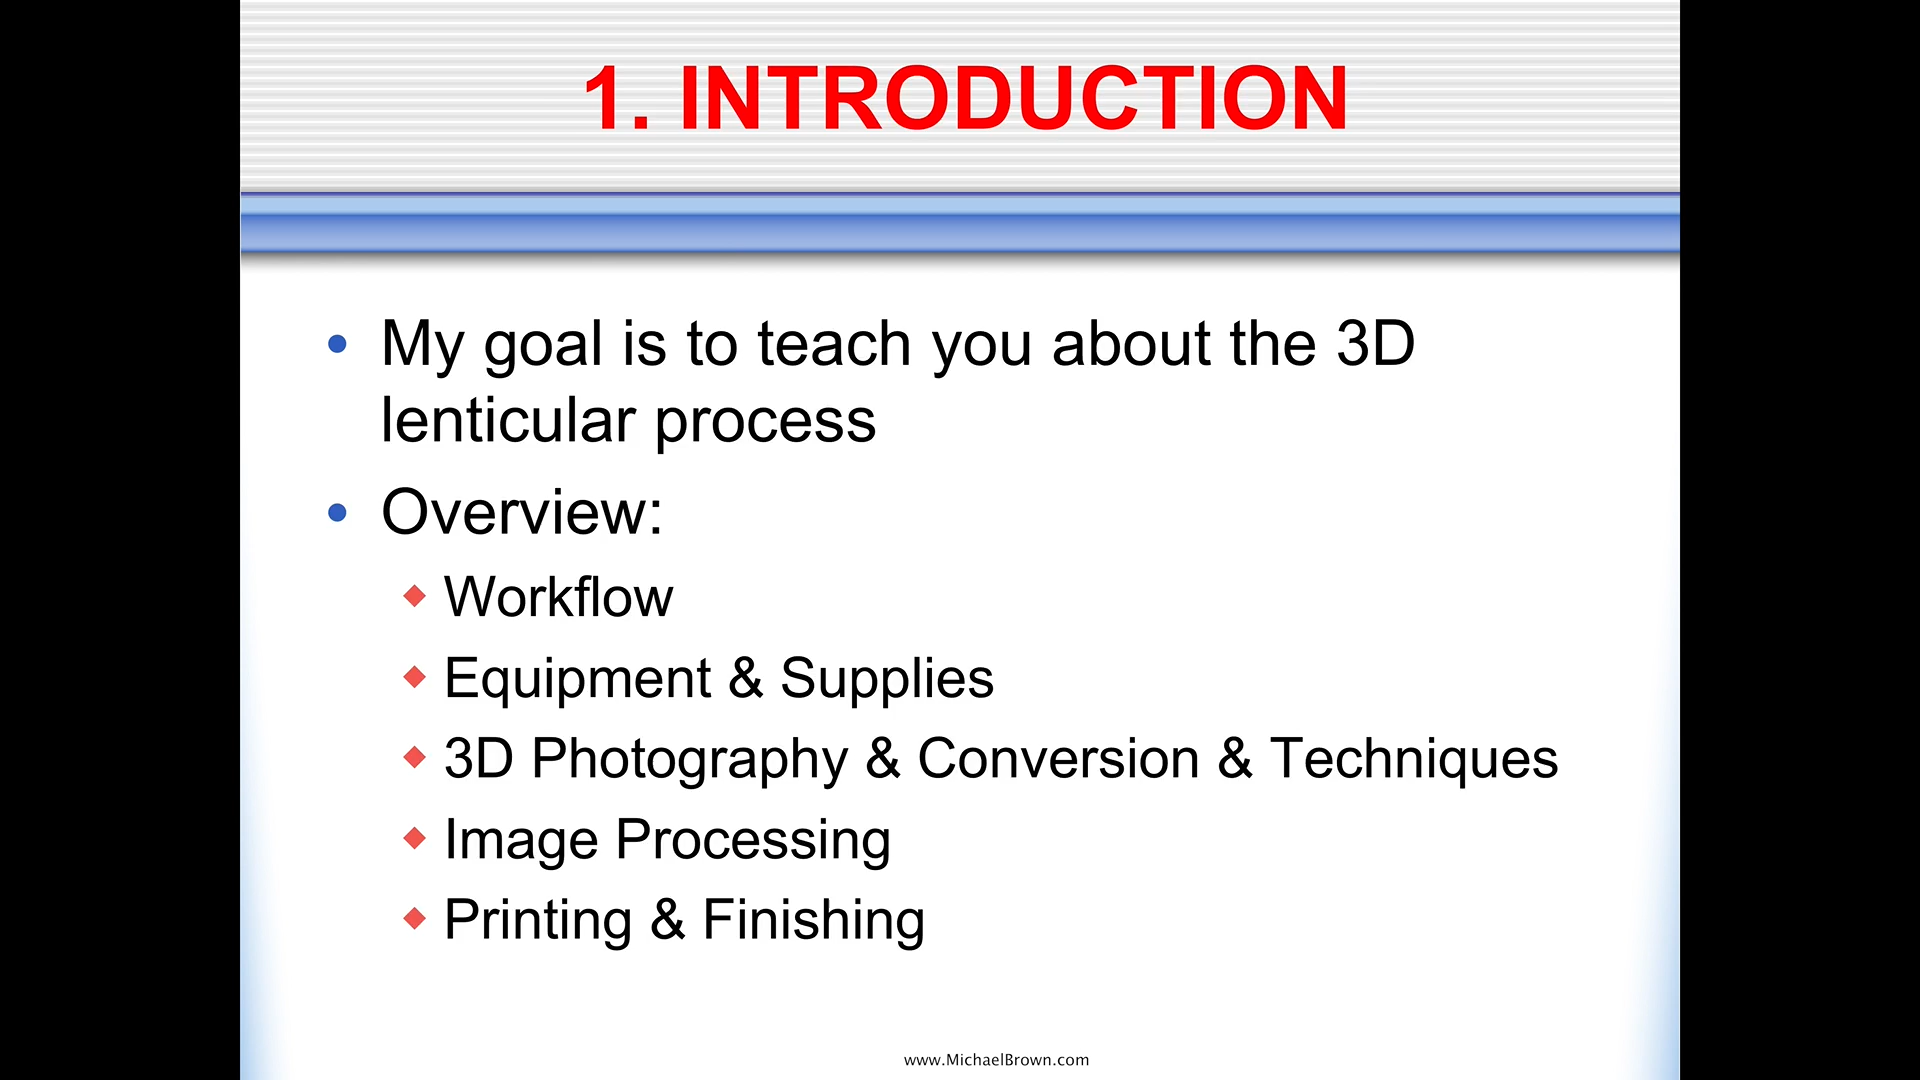 1. INTRODUCTION
• My goal is to teach you about the 3D
lenticular process
• Overview:
◆ Workflow
◆ Equipment & Supplies
◆ 3D Photography & Conversion & Techniques
◆ Image Processing
◆ Printing & Finishing
www.MichaelBrown.com